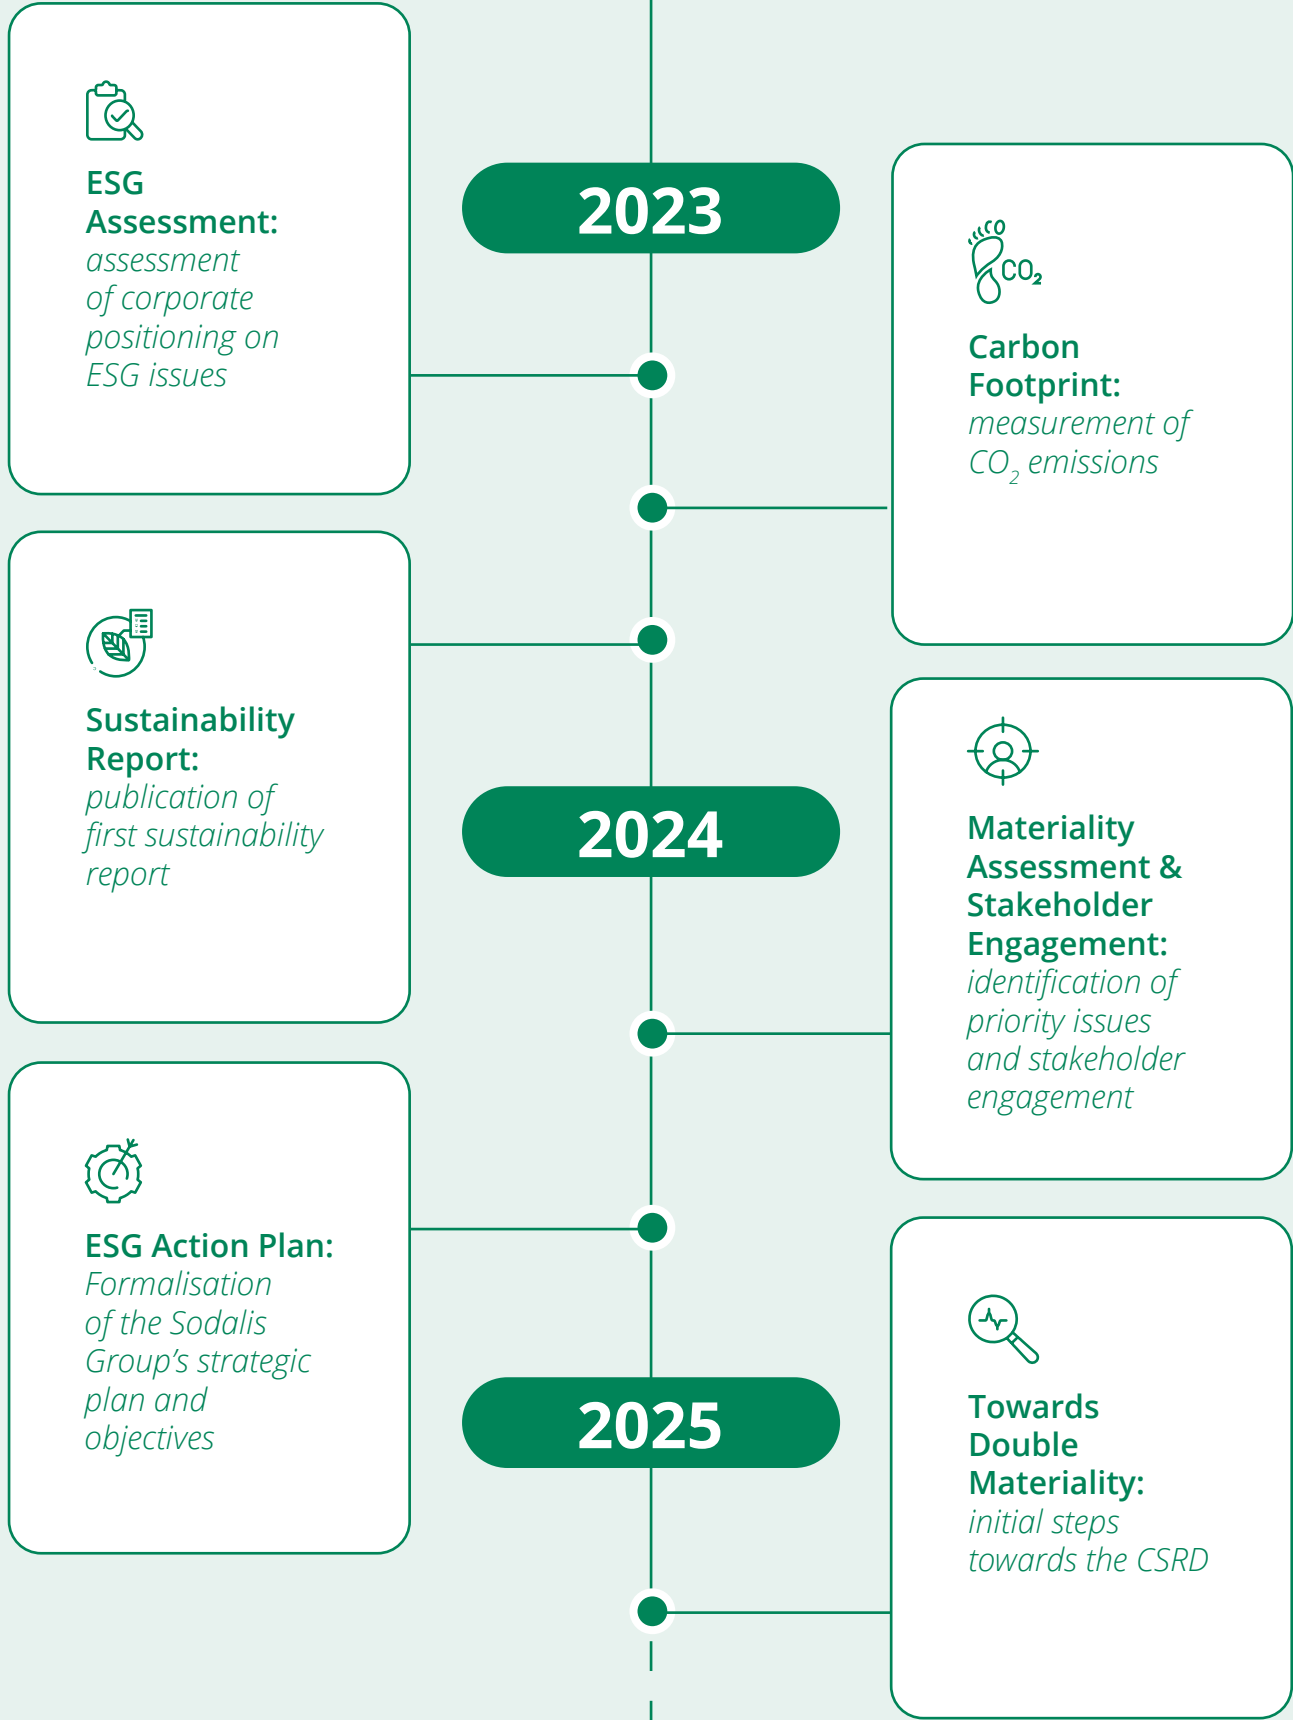 2023
ESG
Assessment:
assessment
of corporate
positioning on
ESG issues
CO₂
Carbon
Footprint:
measurement of
CO₂ emissions
Sustainability
Report:
publication of
first sustainability
report
2024
Materiality
Assessment &
Stakeholder
Engagement:
identification of
priority issues
and stakeholder
engagement
ESG Action Plan:
Formalisation
of the Sodalis
Group’s strategic
plan and
objectives
2025
Towards
Double
Materiality:
initial steps
towards the CSRD